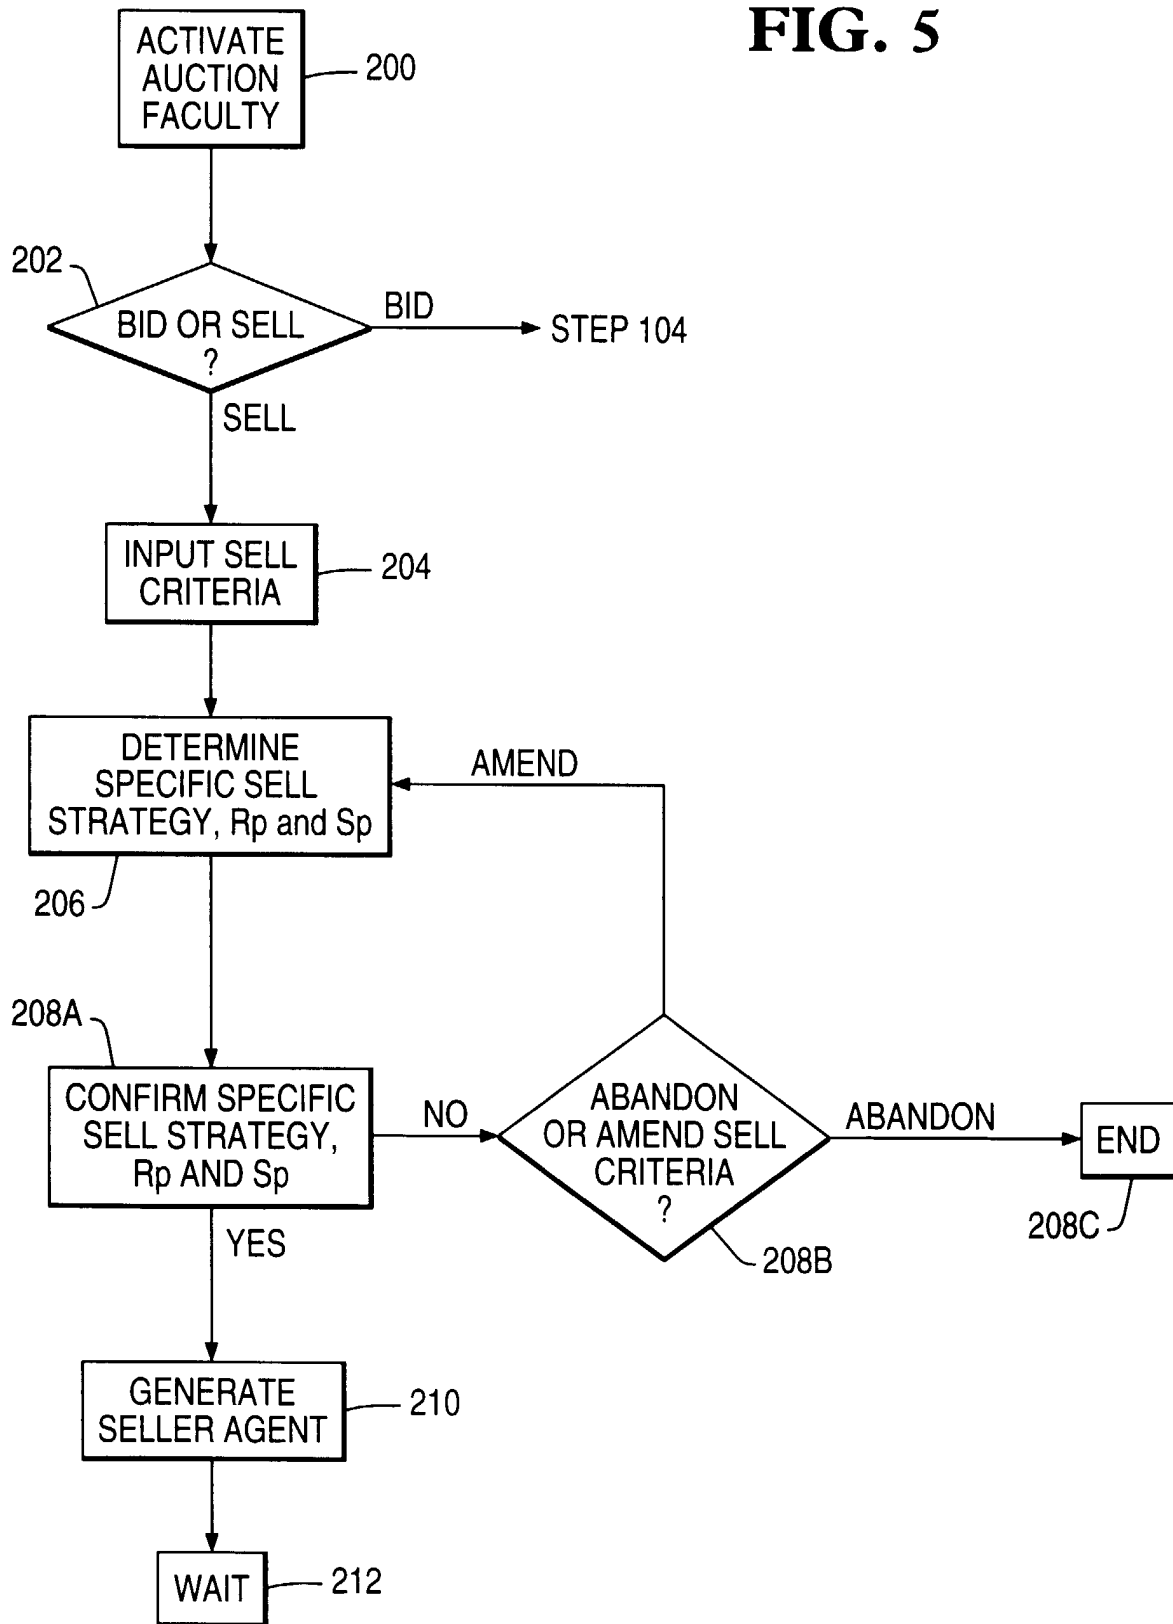 FIG. 5
ACTIVATE
AUCTION
FACULTY
200
202
BID OR SELL
?
BID
STEP 104
SELL
INPUT SELL
CRITERIA
204
DETERMINE
SPECIFIC SELL
STRATEGY, Rp and Sp
AMEND
206
208A
CONFIRM SPECIFIC
SELL STRATEGY,
Rp AND Sp
NO
ABANDON
OR AMEND SELL
CRITERIA
?
ABANDON
END
208C
208B
YES
GENERATE
SELLER AGENT
210
WAIT
212